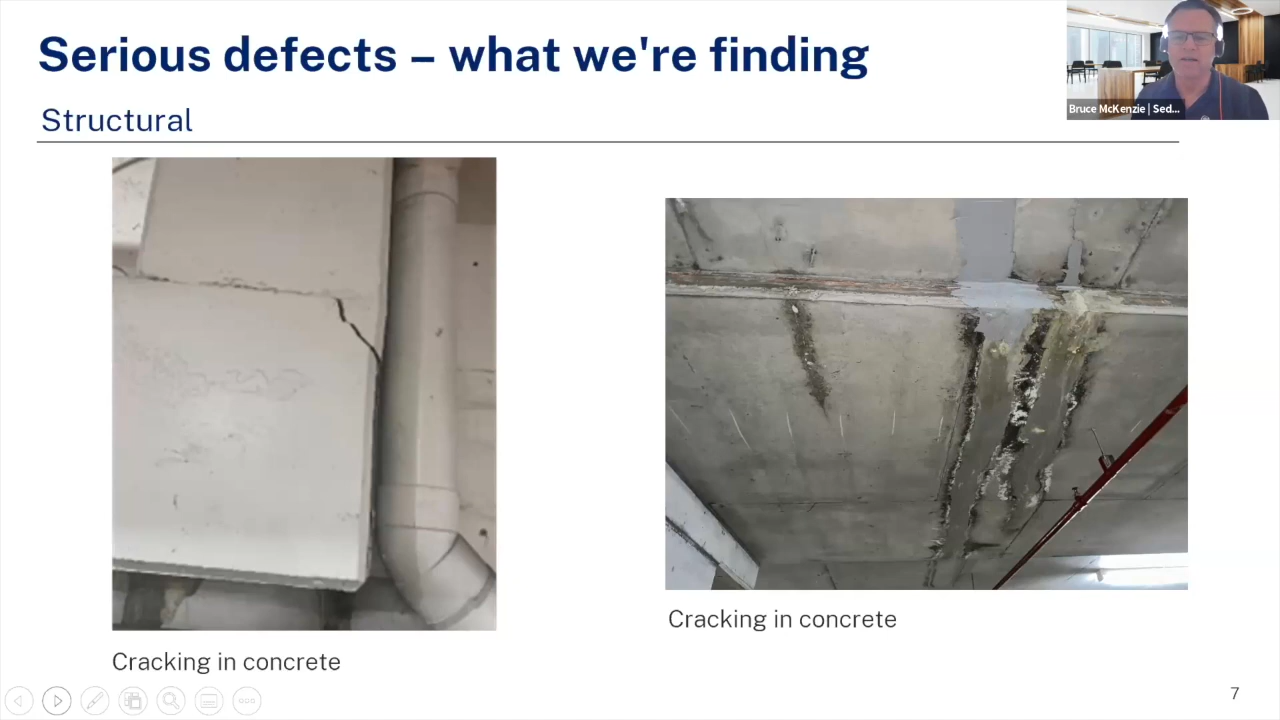 Serious defects – what we're finding
Bruce McKenzie | Sed...
Structural
Cracking in concrete
Cracking in concrete
7